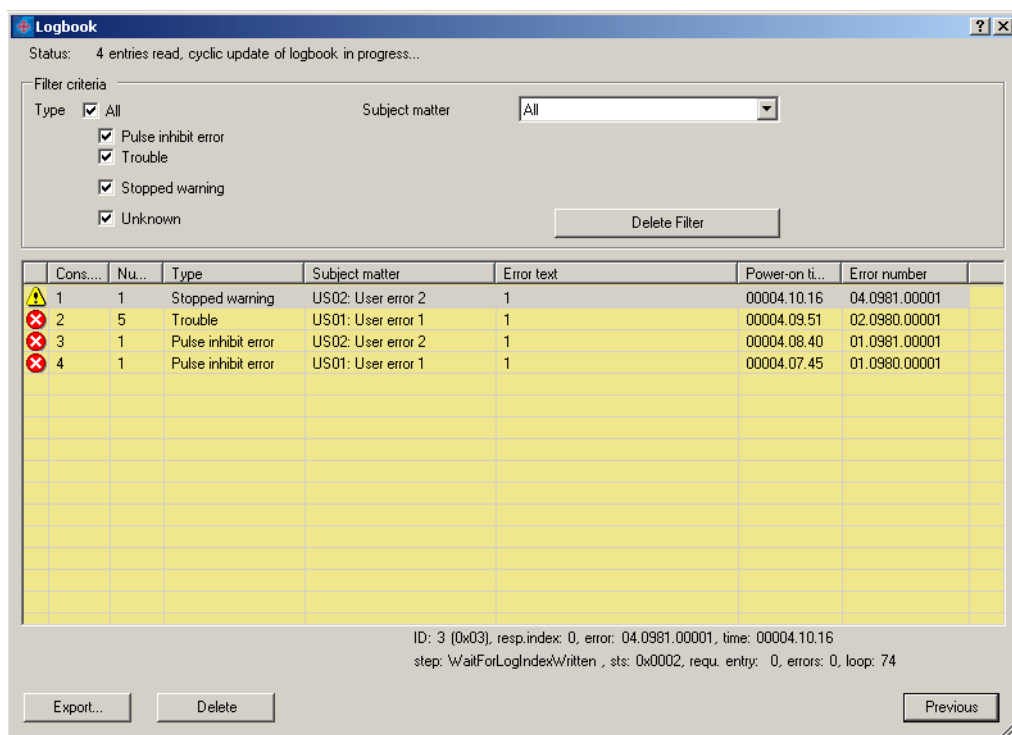 Logbook
Status: 4 entries read, cyclic update of logbook in progress...
Filter criteria
Type All Subject matter All
Pulse inhibit error
Trouble
Stopped warning
Unknown Delete Filter
Cons.... Nu... Type Subject matter Error text Power-on ti... Error number
1 1 Stopped warning US02: User error 2 1 00004.10.16 04.0981.00001
2 5 Trouble US01: User error 1 1 00004.09.51 02.0980.00001
3 1 Pulse inhibit error US02: User error 2 1 00004.08.40 01.0981.00001
4 1 Pulse inhibit error US01: User error 1 1 00004.07.45 01.0980.00001
ID: 3 (0x03), resp.index: 0, error: 04.0981.00001, time: 00004.10.16
step: WaitForLogIndexWritten , sts: 0x0002, requ. entry: 0, errors: 0, loop: 74
Export... Delete Previous